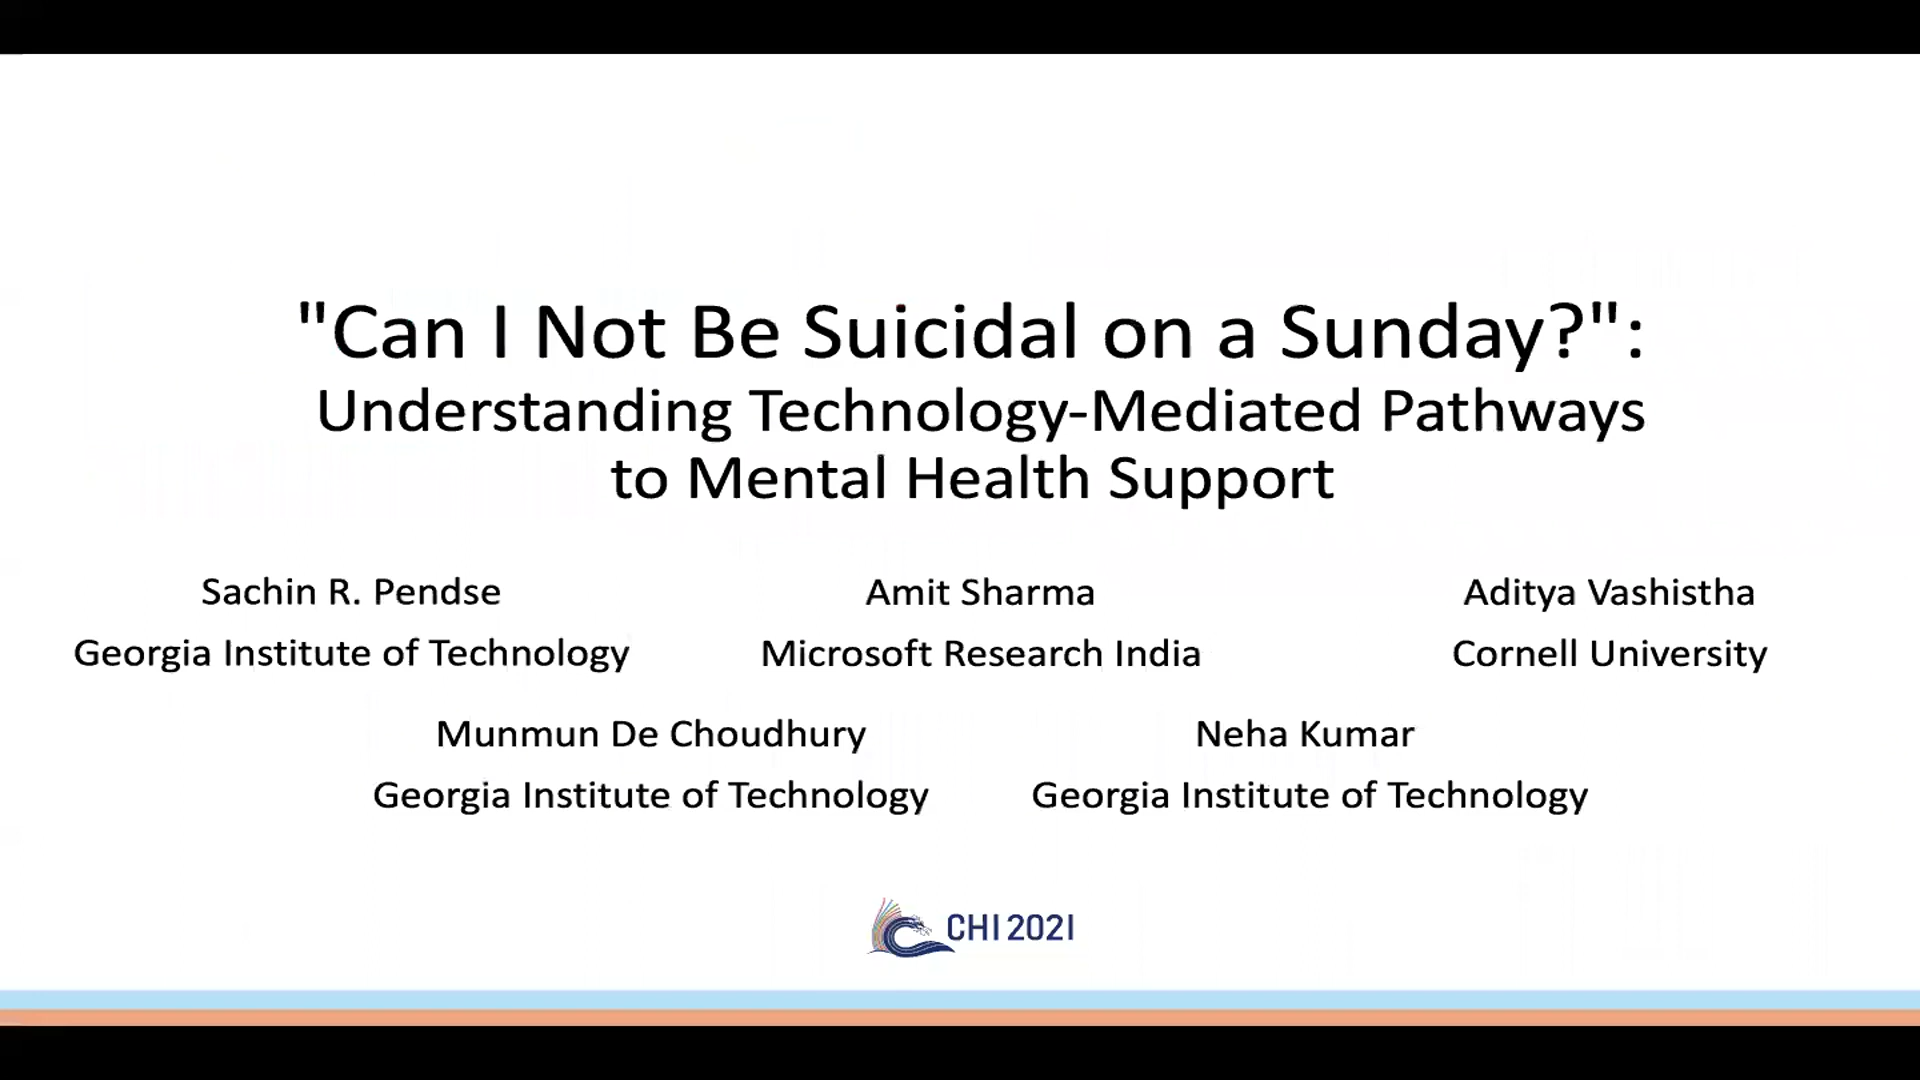 "Can I Not Be Suicidal on a Sunday?":
Understanding Technology-Mediated Pathways
to Mental Health Support
Sachin R. Pendse
Georgia Institute of Technology
Amit Sharma
Microsoft Research India
Aditya Vashistha
Cornell University
Munmun De Choudhury
Georgia Institute of Technology
Neha Kumar
Georgia Institute of Technology
CHI 2021